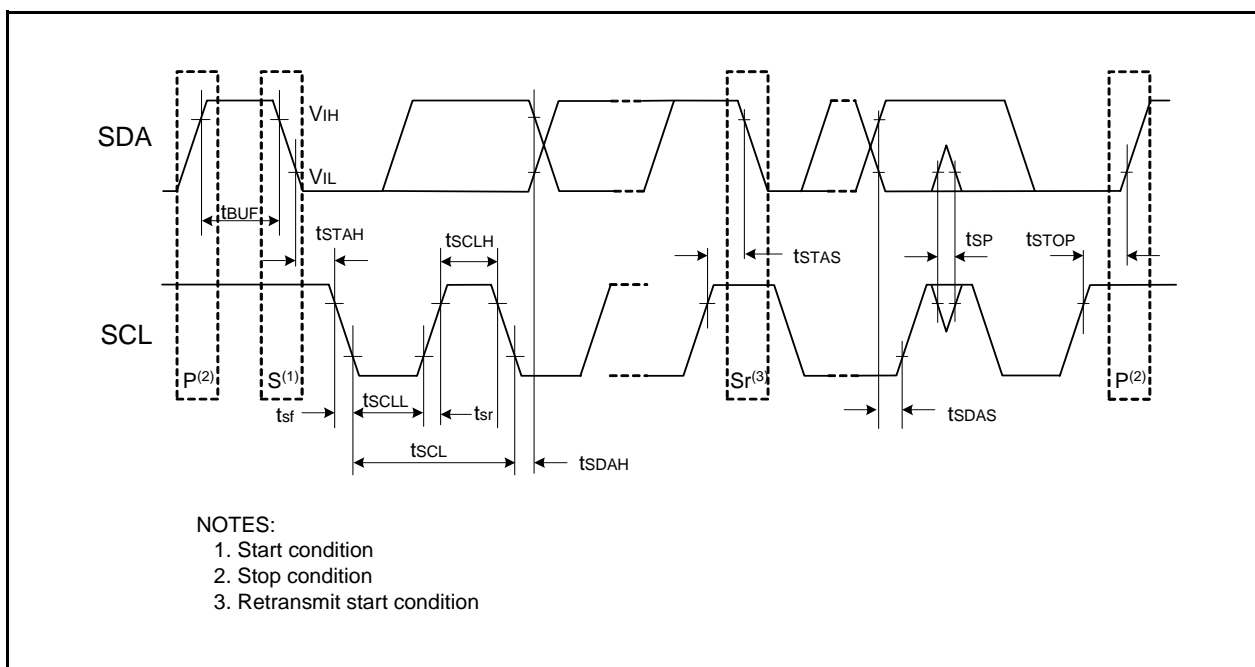 SDA
VIH
VIL
tBUF
tSTAH
tSCLH
tSTAS
tSP
tSTOP
SCL
P(2)
S(1)
Sr(3)
P(2)
tsf
tSCLL
tsr
tSDAS
tSCL
tSDAH
NOTES:
1. Start condition
2. Stop condition
3. Retransmit start condition